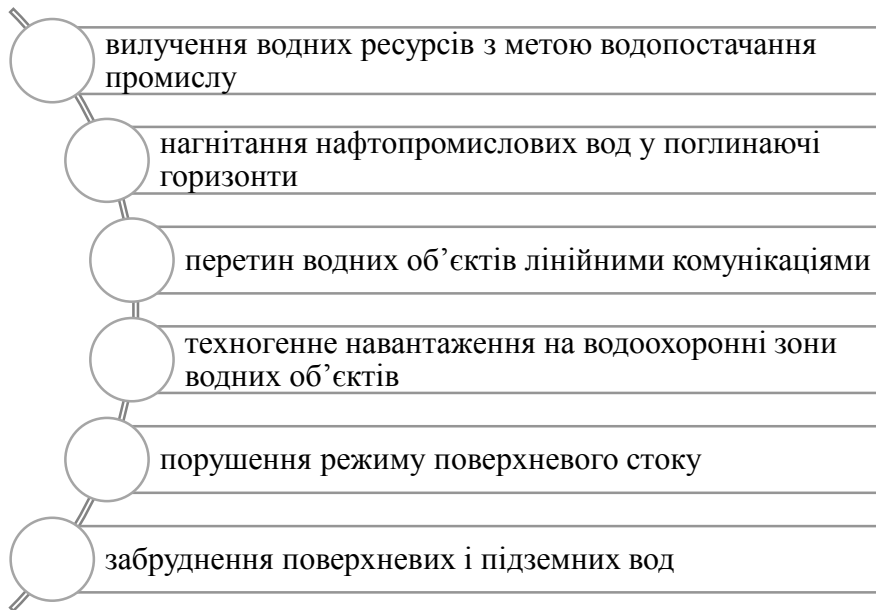 вилучення водних ресурсів з метою водопостачання
промислу
нагнітання нафтопромислових вод у поглинаючі
горизонти
перетин водних об’єктів лінійними комунікаціями
техногенне навантаження на водоохоронні зони
водних об’єктів
порушення режиму поверхневого стоку
забруднення поверхневих і підземних вод